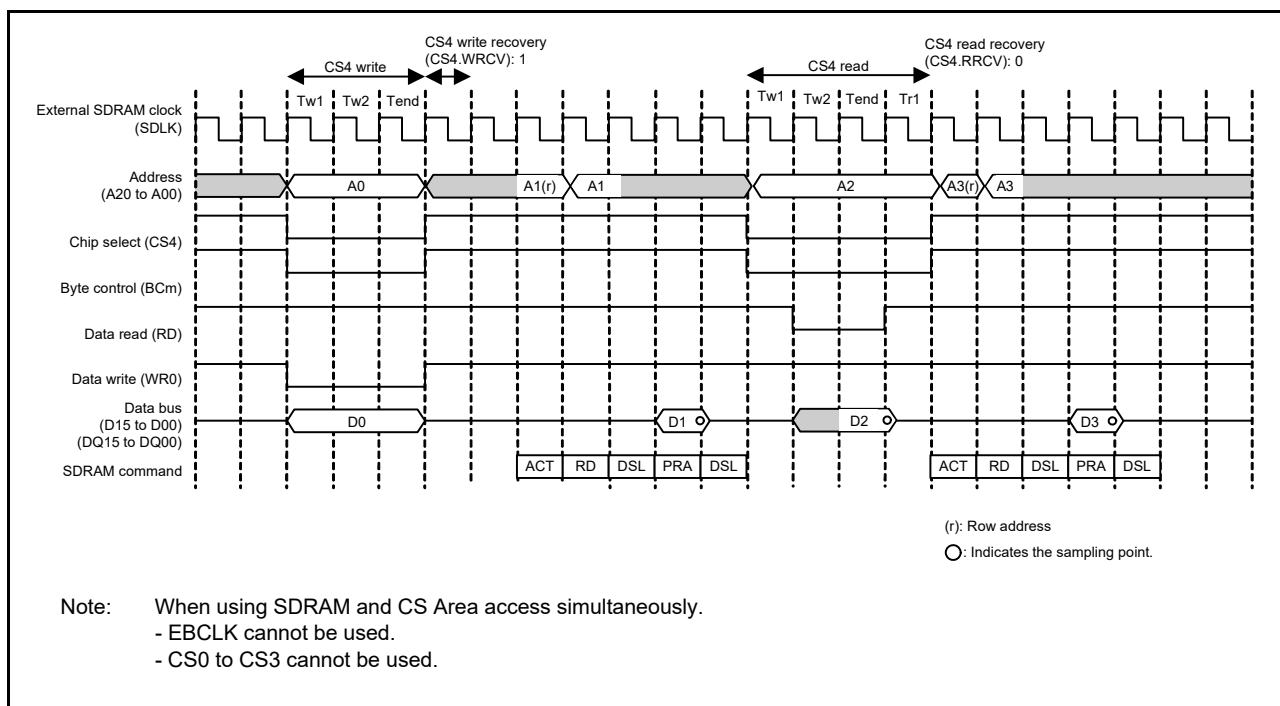 CS4 write recovery
(CS4.WRCV): 1
CS4 read recovery
(CS4.RRCV): 0
CS4 write
CS4 read
Tw1 Tw2 Tend
Tw1 Tw2 Tend Tr1
External SDRAM clock
(SDLK)
Address
(A20 to A00)
A0 A1(r) A1 A2 A3(r) A3
Chip select (CS4)
Byte control (BCm)
Data read (RD)
Data write (WR0)
Data bus
(D15 to D00)
(DQ15 to DQ00)
D0 D1 D2 D3
SDRAM command
ACT RD DSL PRA DSL ACT RD DSL PRA DSL
(r): Row address
: Indicates the sampling point.
Note: When using SDRAM and CS Area access simultaneously.
- EBCLK cannot be used.
- CS0 to CS3 cannot be used.